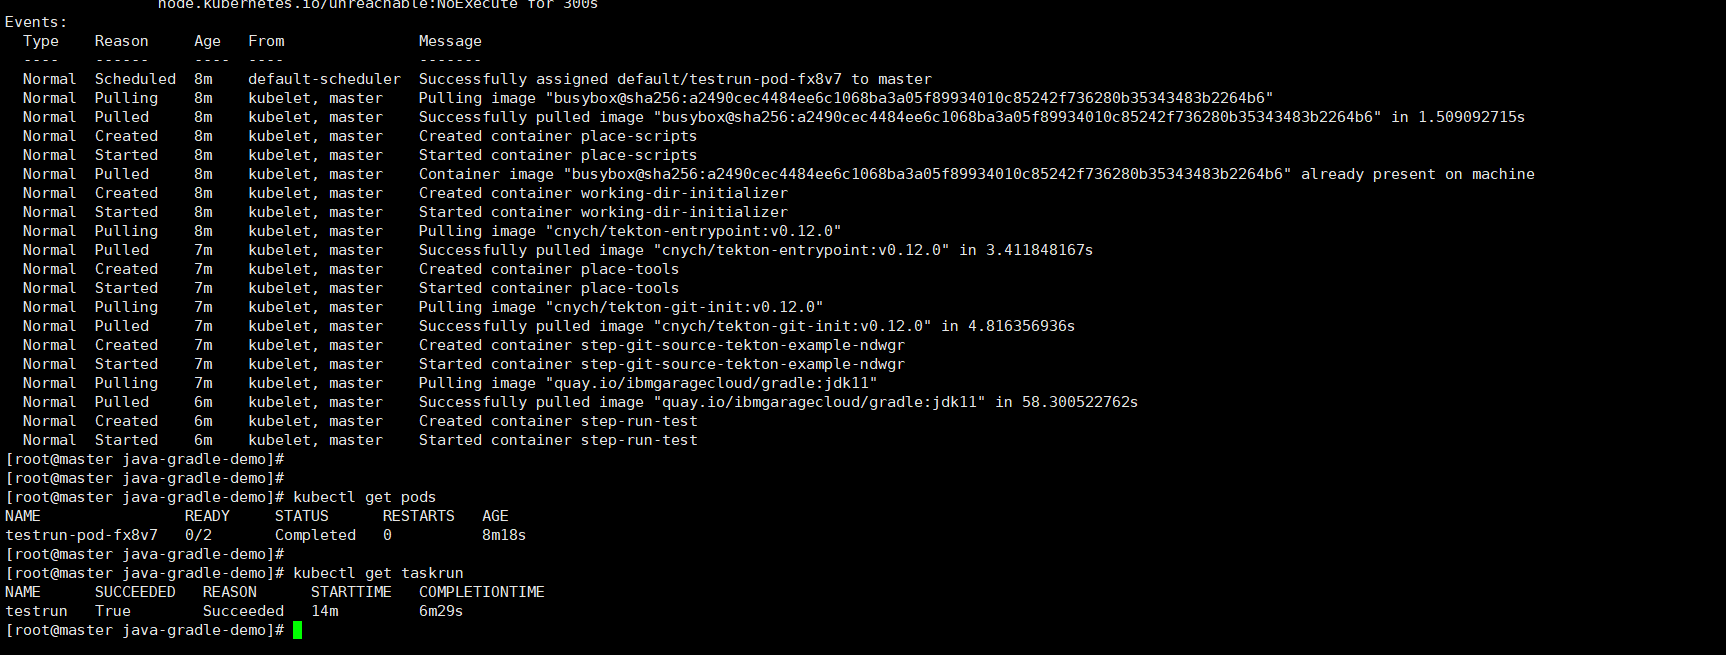 node.kubernetes.io/unreachable:NoExecute for 300s
Events:
  Type    Reason     Age   From               Message
  ----    ------     ----  ----               -------
  Normal  Scheduled  8m    default-scheduler  Successfully assigned default/testrun-pod-fx8v7 to master
  Normal  Pulling    8m    kubelet, master    Pulling image "busybox@sha256:a2490cec4484ee6c1068ba3a05f89934010c85242f736280b35343483b2264b6"
  Normal  Pulled     8m    kubelet, master    Successfully pulled image "busybox@sha256:a2490cec4484ee6c1068ba3a05f89934010c85242f736280b35343483b2264b6" in 1.509092715s
  Normal  Created    8m    kubelet, master    Created container place-scripts
  Normal  Started    8m    kubelet, master    Started container place-scripts
  Normal  Pulled     8m    kubelet, master    Container image "busybox@sha256:a2490cec4484ee6c1068ba3a05f89934010c85242f736280b35343483b2264b6" already present on machine
  Normal  Created    8m    kubelet, master    Created container working-dir-initializer
  Normal  Started    8m    kubelet, master    Started container working-dir-initializer
  Normal  Pulling    8m    kubelet, master    Pulling image "cnych/tekton-entrypoint:v0.12.0"
  Normal  Pulled     7m    kubelet, master    Successfully pulled image "cnych/tekton-entrypoint:v0.12.0" in 3.411848167s
  Normal  Created    7m    kubelet, master    Created container place-tools
  Normal  Started    7m    kubelet, master    Started container place-tools
  Normal  Pulling    7m    kubelet, master    Pulling image "cnych/tekton-git-init:v0.12.0"
  Normal  Pulled     7m    kubelet, master    Successfully pulled image "cnych/tekton-git-init:v0.12.0" in 4.816356936s
  Normal  Created    7m    kubelet, master    Created container step-git-source-tekton-example-ndwgr
  Normal  Started    7m    kubelet, master    Started container step-git-source-tekton-example-ndwgr
  Normal  Pulling    7m    kubelet, master    Pulling image "quay.io/ibmgaragecloud/gradle:jdk11"
  Normal  Pulled     6m    kubelet, master    Successfully pulled image "quay.io/ibmgaragecloud/gradle:jdk11" in 58.300522762s
  Normal  Created    6m    kubelet, master    Created container step-run-test
  Normal  Started    6m    kubelet, master    Started container step-run-test
[root@master java-gradle-demo]#
[root@master java-gradle-demo]#
[root@master java-gradle-demo]# kubectl get pods
NAME                READY     STATUS      RESTARTS   AGE
testrun-pod-fx8v7   0/2       Completed   0          8m18s
[root@master java-gradle-demo]#
[root@master java-gradle-demo]# kubectl get taskrun
NAME      SUCCEEDED   REASON      STARTTIME   COMPLETIONTIME
testrun   True        Succeeded   14m         6m29s
[root@master java-gradle-demo]#